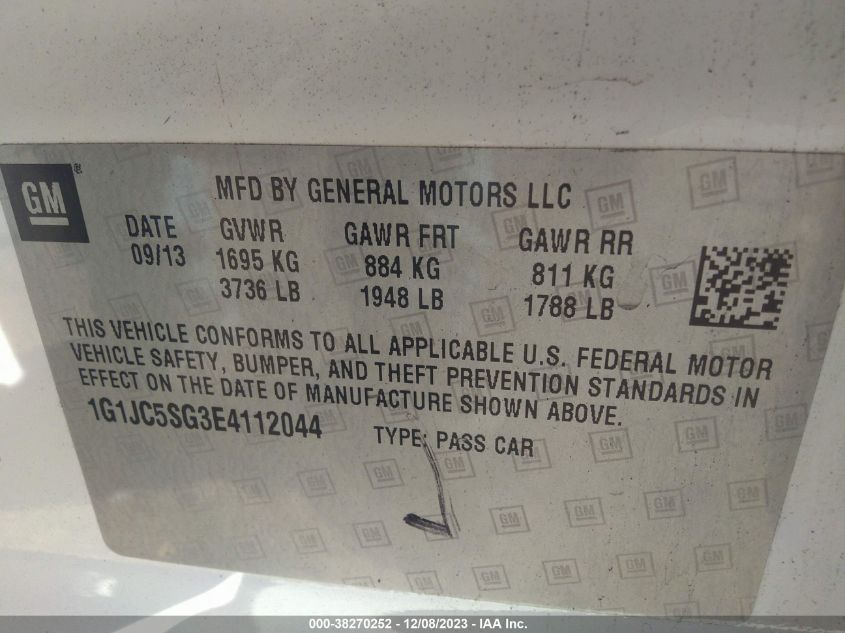 GM®
MFD BY GENERAL MOTORS LLC
DATE GVWR GAWR FRT GAWR RR
09/13 1695 KG 884 KG 811 KG
3736 LB 1948 LB 1788 LB
THIS VEHICLE CONFORMS TO ALL APPLICABLE U.S. FEDERAL MOTOR
VEHICLE SAFETY, BUMPER, AND THEFT PREVENTION STANDARDS IN
EFFECT ON THE DATE OF MANUFACTURE SHOWN ABOVE.
1G1JC5SG3E4112044 TYPE: PASS CAR
000-38270252 - 12/08/2023 - IAA Inc.